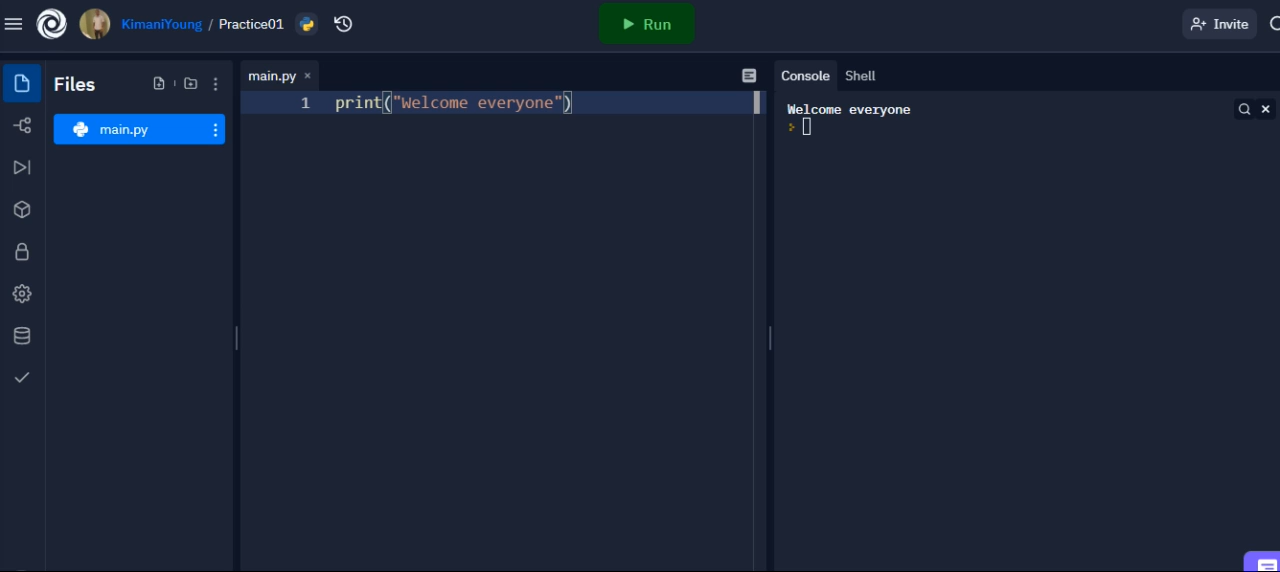 KimaniYoung / Practice01
Run
Invite
Files
main.py
main.py ×
1 print("Welcome everyone")
Console Shell
Welcome everyone